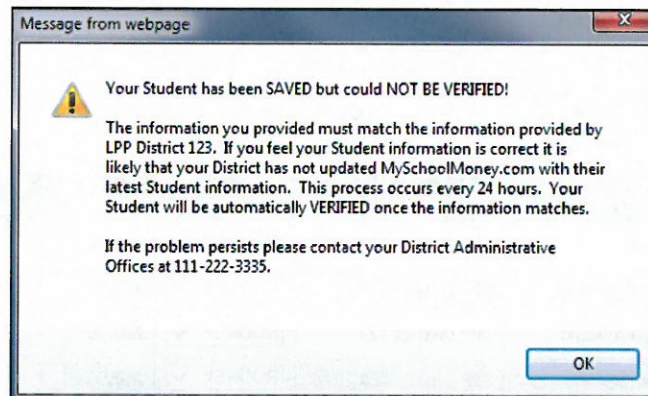 Message from webpage
Your Student has been SAVED but could NOT BE VERIFIED!
The information you provided must match the information provided by
LPP District 123. If you feel your Student information is correct it is
likely that your District has not updated MySchoolMoney.com with their
latest Student information. This process occurs every 24 hours. Your
Student will be automatically VERIFIED once the information matches.
If the problem persists please contact your District Administrative
Offices at 111-222-3335.
OK